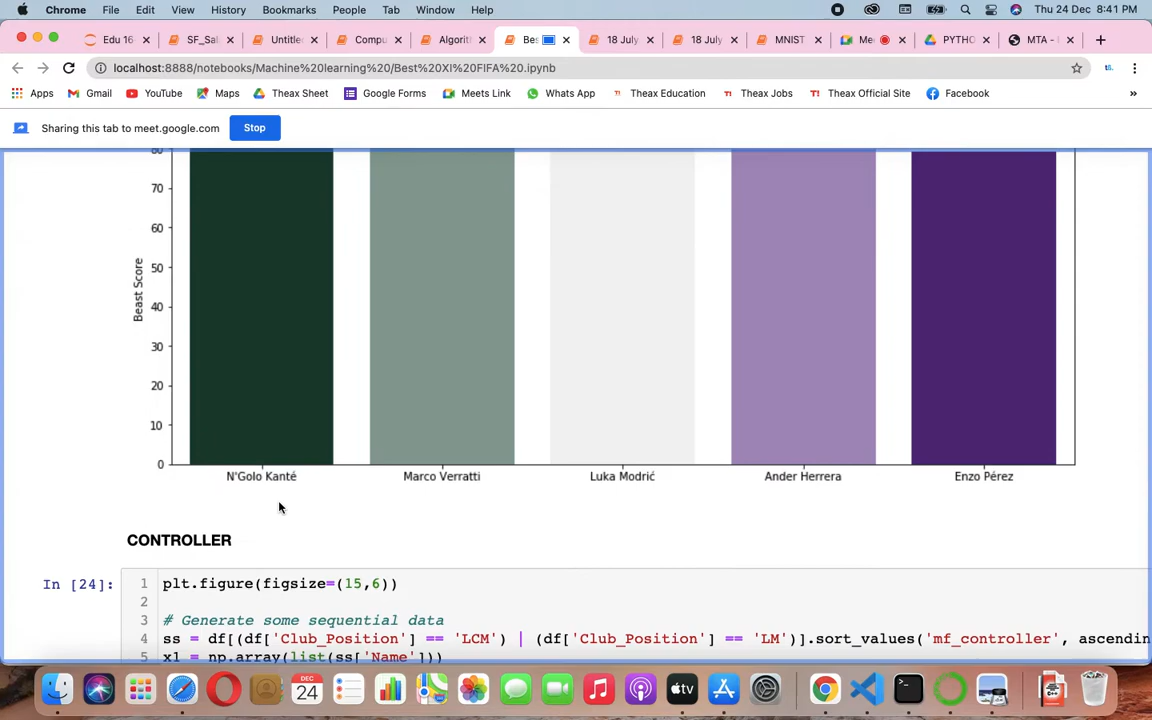 Chrome File Edit View History Bookmarks People Tab Window Help Thu 24 Dec 8:41 PM
Edu 16 SF_Sal Untitle Compu Algorit Bes 18 July 18 July MNIST Me PYTHO MTA -
localhost:8888/notebooks/Machine%20learning%20/Best%20XI%20FIFA%20.ipynb
Apps Gmail YouTube Maps Theax Sheet Google Forms Meets Link Whats App Theax Education Theax Jobs Theax Official Site Facebook »
Sharing this tab to meet.google.com Stop
80
70
60
50
40
30
20
10
0
Beast Score
N'Golo Kanté Marco Verratti Luka Modrić Ander Herrera Enzo Pérez
CONTROLLER
In [24]: 1 plt.figure(figsize=(15,6))
2
3 # Generate some sequential data
4 ss = df[(df['Club_Position'] == 'LCM') | (df['Club_Position'] == 'LM')].sort_values('mf_controller', ascendin
5 x1 = np.array(list(ss['Name']))
DEC
24
tv